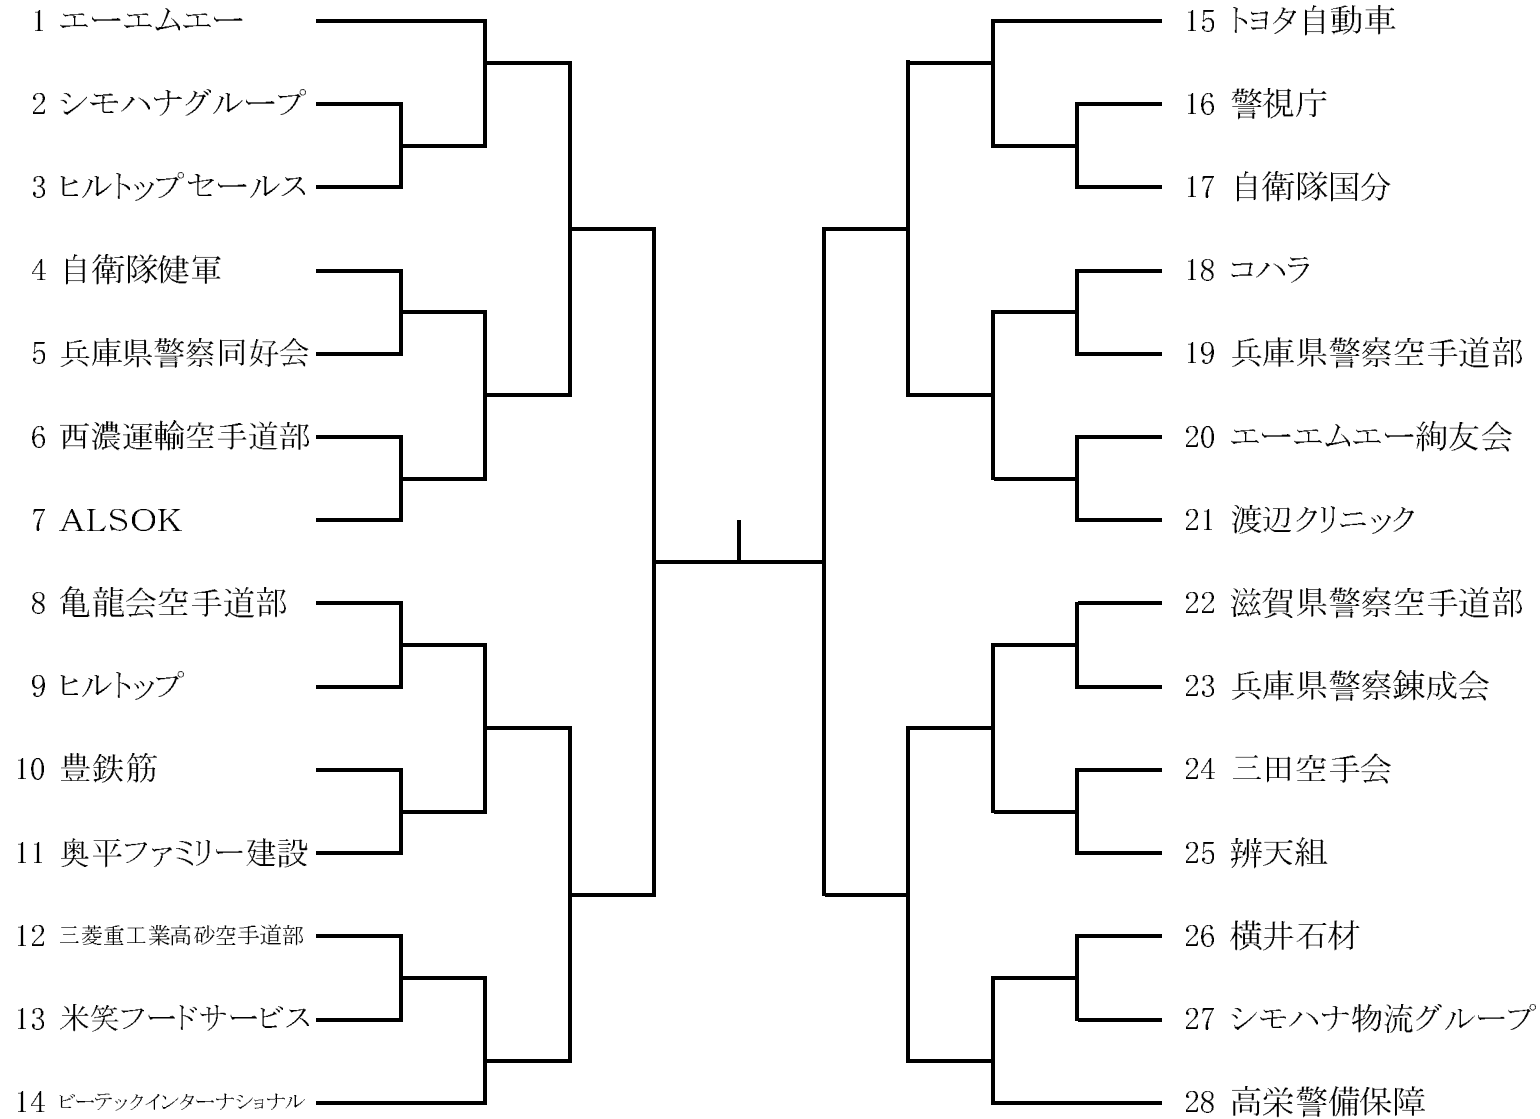 1 エーエムエー
2 シモハナグループ
3 ヒルトップセールス
4 自衛隊健軍
5 兵庫県警察同好会
6 西濃運輸空手道部
7 ALSOK
8 亀龍会空手道部
9 ヒルトップ
10 豊鉄筋
11 奥平ファミリー建設
12 三菱重工業高砂空手道部
13 米笑フードサービス
14 ビーテックインターナショナル
15 トヨタ自動車
16 警視庁
17 自衛隊国分
18 コハラ
19 兵庫県警察空手道部
20 エーエムエー絢友会
21 渡辺クリニック
22 滋賀県警察空手道部
23 兵庫県警察錬成会
24 三田空手会
25 辨天組
26 横井石材
27 シモハナ物流グループ
28 高栄警備保障